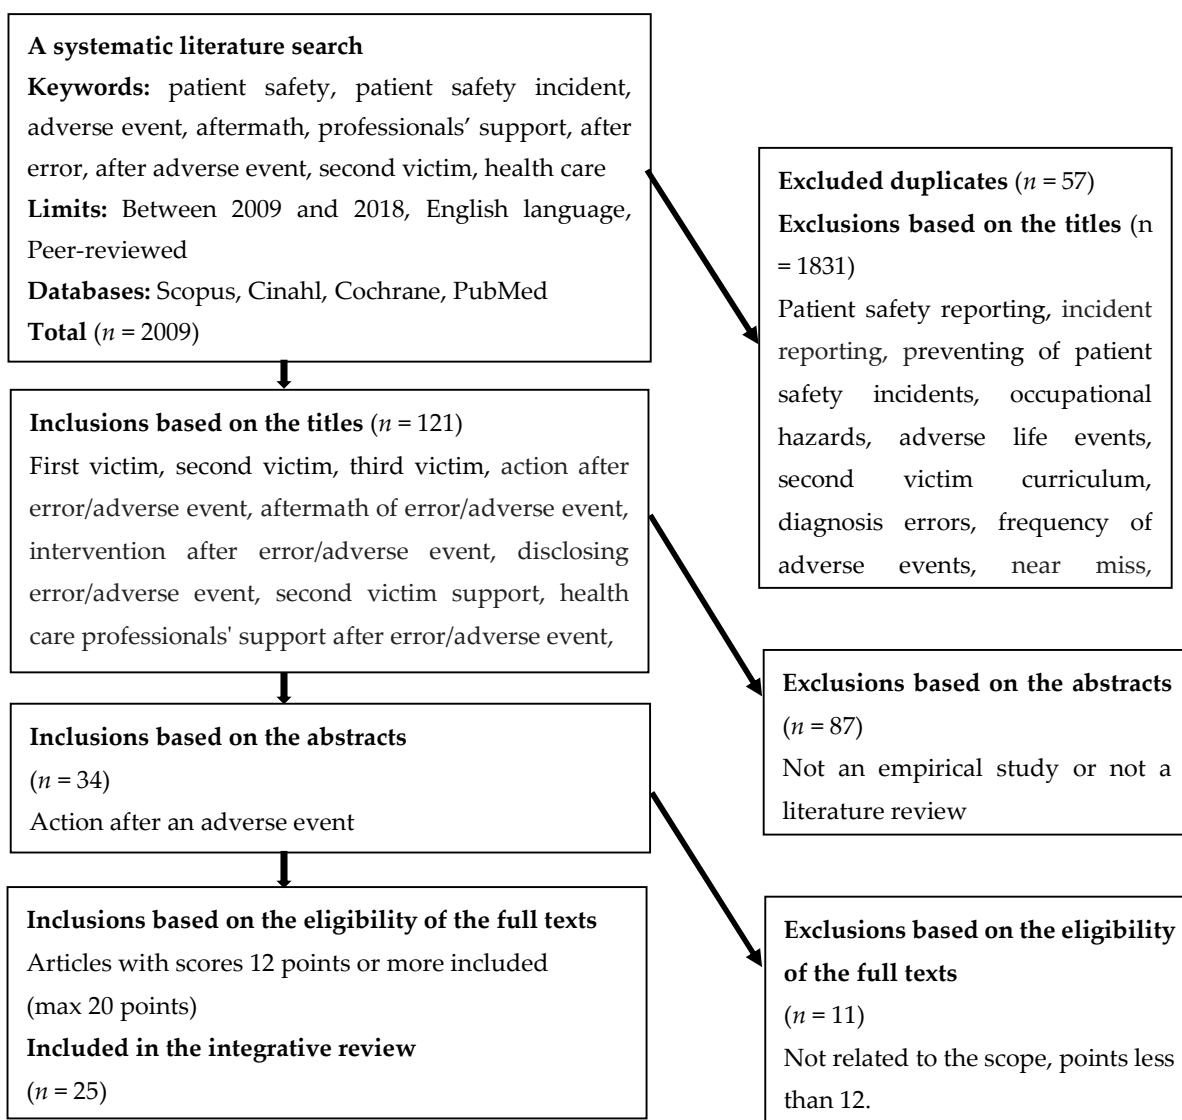 A systematic literature search
Keywords: patient safety, patient safety incident,
adverse event, aftermath, professionals’ support, after
error, after adverse event, second victim, health care
Limits: Between 2009 and 2018, English language,
Peer-reviewed
Databases: Scopus, Cinahl, Cochrane, PubMed
Total (n = 2009)
Excluded duplicates (n = 57)
Exclusions based on the titles (n
= 1831)
Patient safety reporting, incident
reporting, preventing of patient
safety incidents, occupational
hazards, adverse life events,
second victim curriculum,
diagnosis errors, frequency of
adverse events, near miss,
Inclusions based on the titles (n = 121)
First victim, second victim, third victim, action after
error/adverse event, aftermath of error/adverse event,
intervention after error/adverse event, disclosing
error/adverse event, second victim support, health
care professionals' support after error/adverse event,
Exclusions based on the abstracts
(n = 87)
Not an empirical study or not a
literature review
Inclusions based on the abstracts
(n = 34)
Action after an adverse event
Exclusions based on the eligibility
of the full texts
(n = 11)
Not related to the scope, points less
than 12.
Inclusions based on the eligibility of the full texts
Articles with scores 12 points or more included
(max 20 points)
Included in the integrative review
(n = 25)